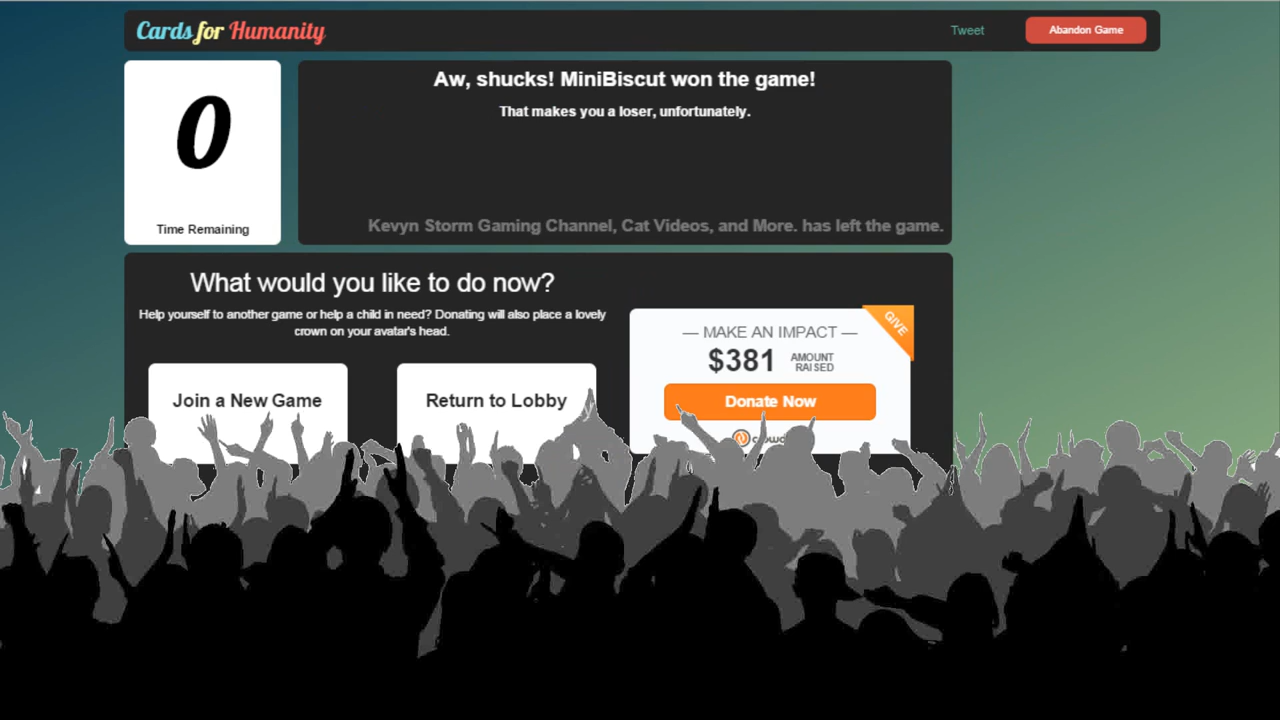 Cards for Humanity
Tweet
Abandon Game
0
Time Remaining
Aw, shucks! MiniBiscut won the game!
That makes you a loser, unfortunately.
Kevyn Storm Gaming Channel, Cat Videos, and More. has left the game.
What would you like to do now?
Help yourself to another game or help a child in need? Donating will also place a lovely
crown on your avatar's head.
Join a New Game
Return to Lobby
GIVE
— MAKE AN IMPACT —
$381
AMOUNT
RAISED
Donate Now